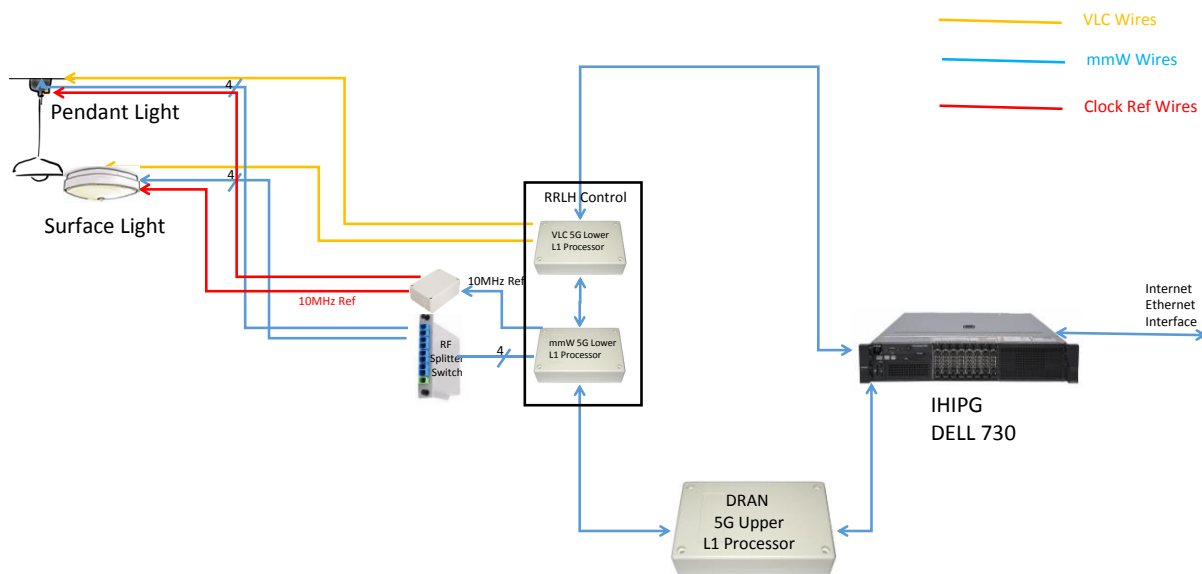 VLC Wires
mmW Wires
Clock Ref Wires
4
Pendant Light
4
Surface Light
RRLH Control
VLC 5G Lower
L1 Processor
10MHz Ref
10MHz Ref
mmW 5G Lower
L1 Processor
RF
Splitter
Switch
4
Internet
Ethernet
Interface
IHIPG
DELL 730
DRAN
5G Upper
L1 Processor